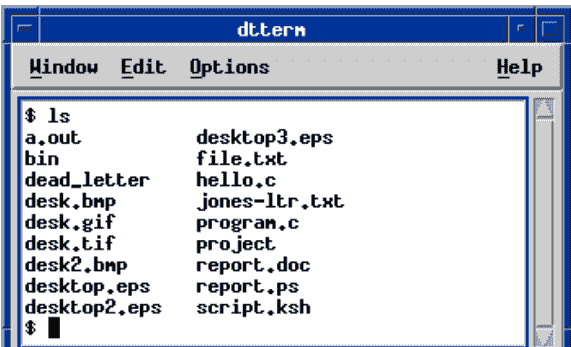 dtterm
Window Edit Options Help
$ ls
a.out desktop3.eps
bin file.txt
dead_letter hello.c
desk.bmp jones-ltr.txt
desk.gif program.c
desk.tif project
desk2.bmp report.doc
desktop.eps report.ps
desktop2.eps script.ksh
$